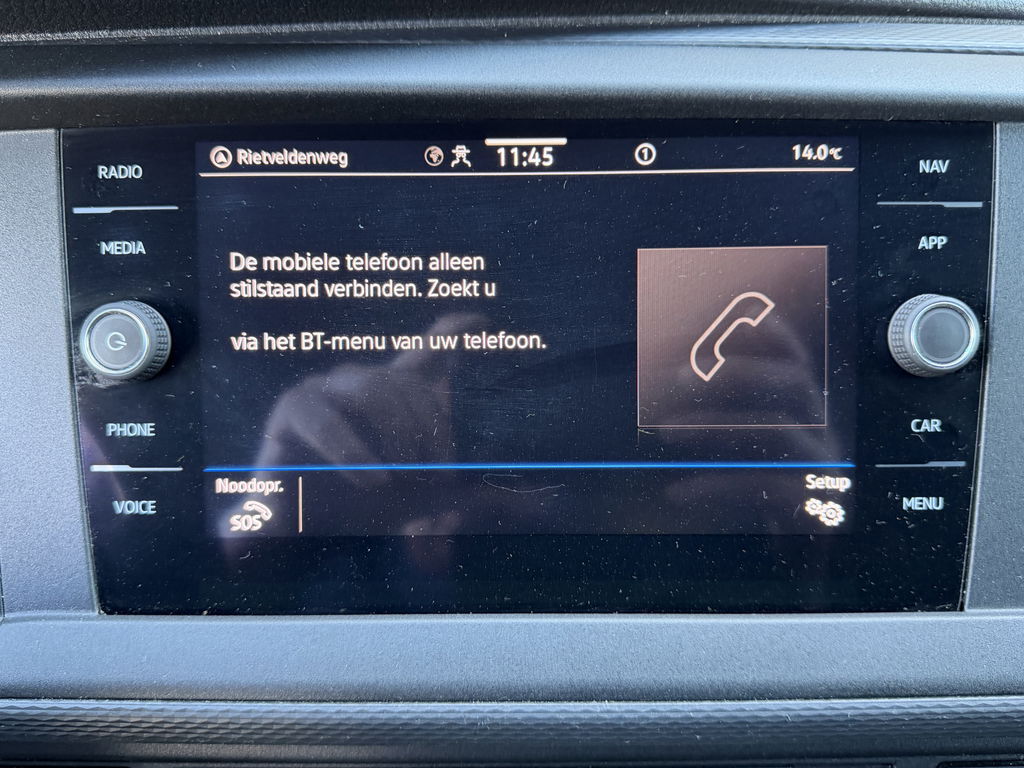 RADIO
MEDIA
PHONE
VOICE
Rietveldenweg
11:45
1
14.0°C
De mobiele telefoon alleen
stilstaand verbinden. Zoekt u
via het BT-menu van uw telefoon.
Noodopr.
SOS
Setup
NAV
APP
CAR
MENU